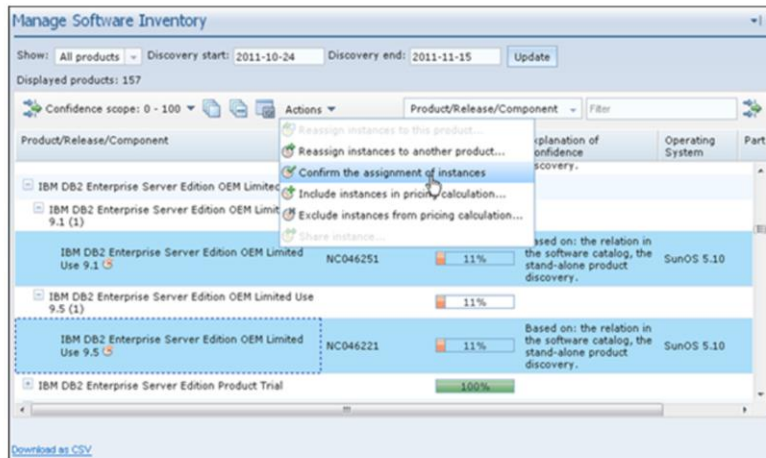 Manage Software Inventory
Show: All products Discovery start: 2011-10-24 Discovery end: 2011-11-15 Update
Displayed products: 157
Confidence scope: 0 - 100 Actions Product/Release/Component Filter
Reassign instances to this product...
Product/Release/Component
Explanation of
confidence
Operating
System
Part
Reassign instances to another product...
discovery.
Confirm the assignment of instances
IBM DB2 Enterprise Server Edition OEM Limited
Include instances in pricing calculation...
IBM DB2 Enterprise Server Edition OEM Limit
9.1 (1)
Exclude instances from pricing calculation...
Share instance...
IBM DB2 Enterprise Server Edition OEM Limited
Use 9.1
NC046251
11%
Based on: the relation in
the software catalog, the
stand-alone product
discovery.
SunOS 5.10
IBM DB2 Enterprise Server Edition OEM Limited Use
9.5 (1)
11%
IBM DB2 Enterprise Server Edition OEM Limited
Use 9.5
NC046221
11%
Based on: the relation in
the software catalog, the
stand-alone product
discovery.
SunOS 5.10
IBM DB2 Enterprise Server Edition Product Trial
100%
Download as CSV